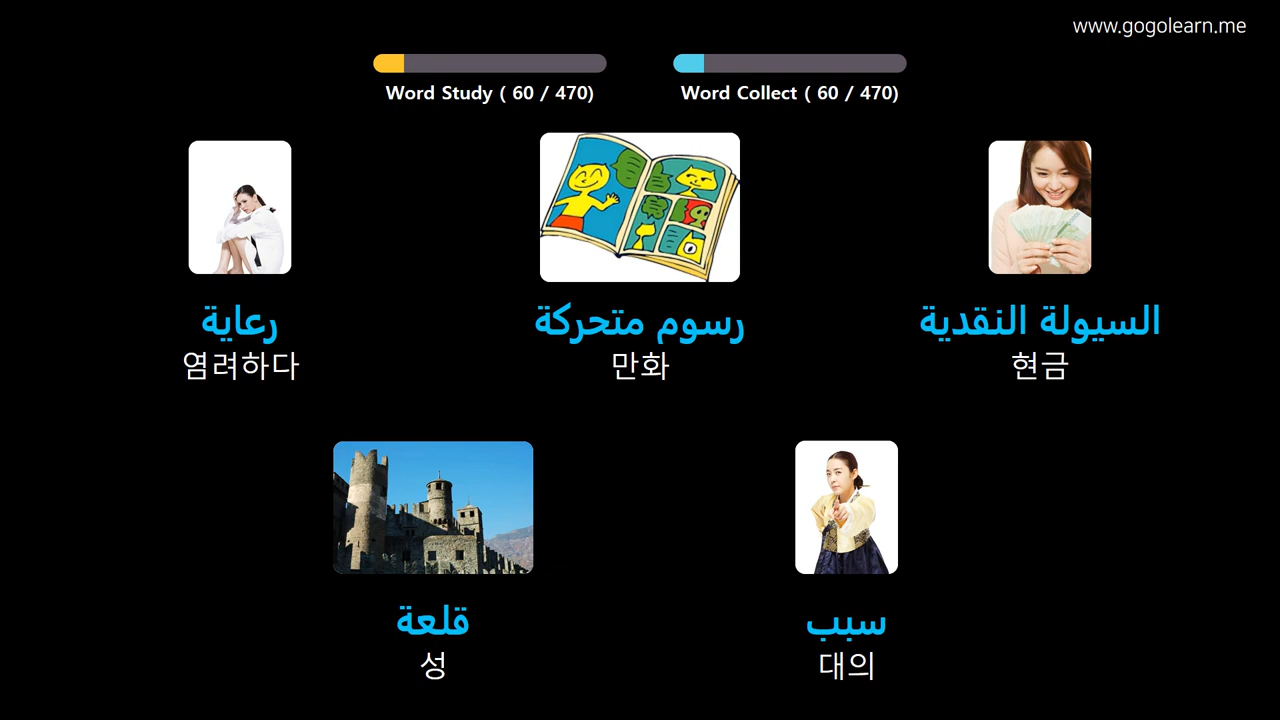 www.gogolearn.me
Word Study ( 60 / 470)
Word Collect ( 60 / 470)
رعاية
염려하다
رسوم متحركة
만화
السيولة النقدية
현금
قلعة
성
سبب
대의